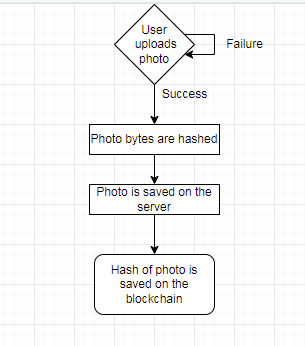 User
uploads
photo
Failure
Success
Photo bytes are hashed
Photo is saved on the
server
Hash of photo is
saved on the
blockchain